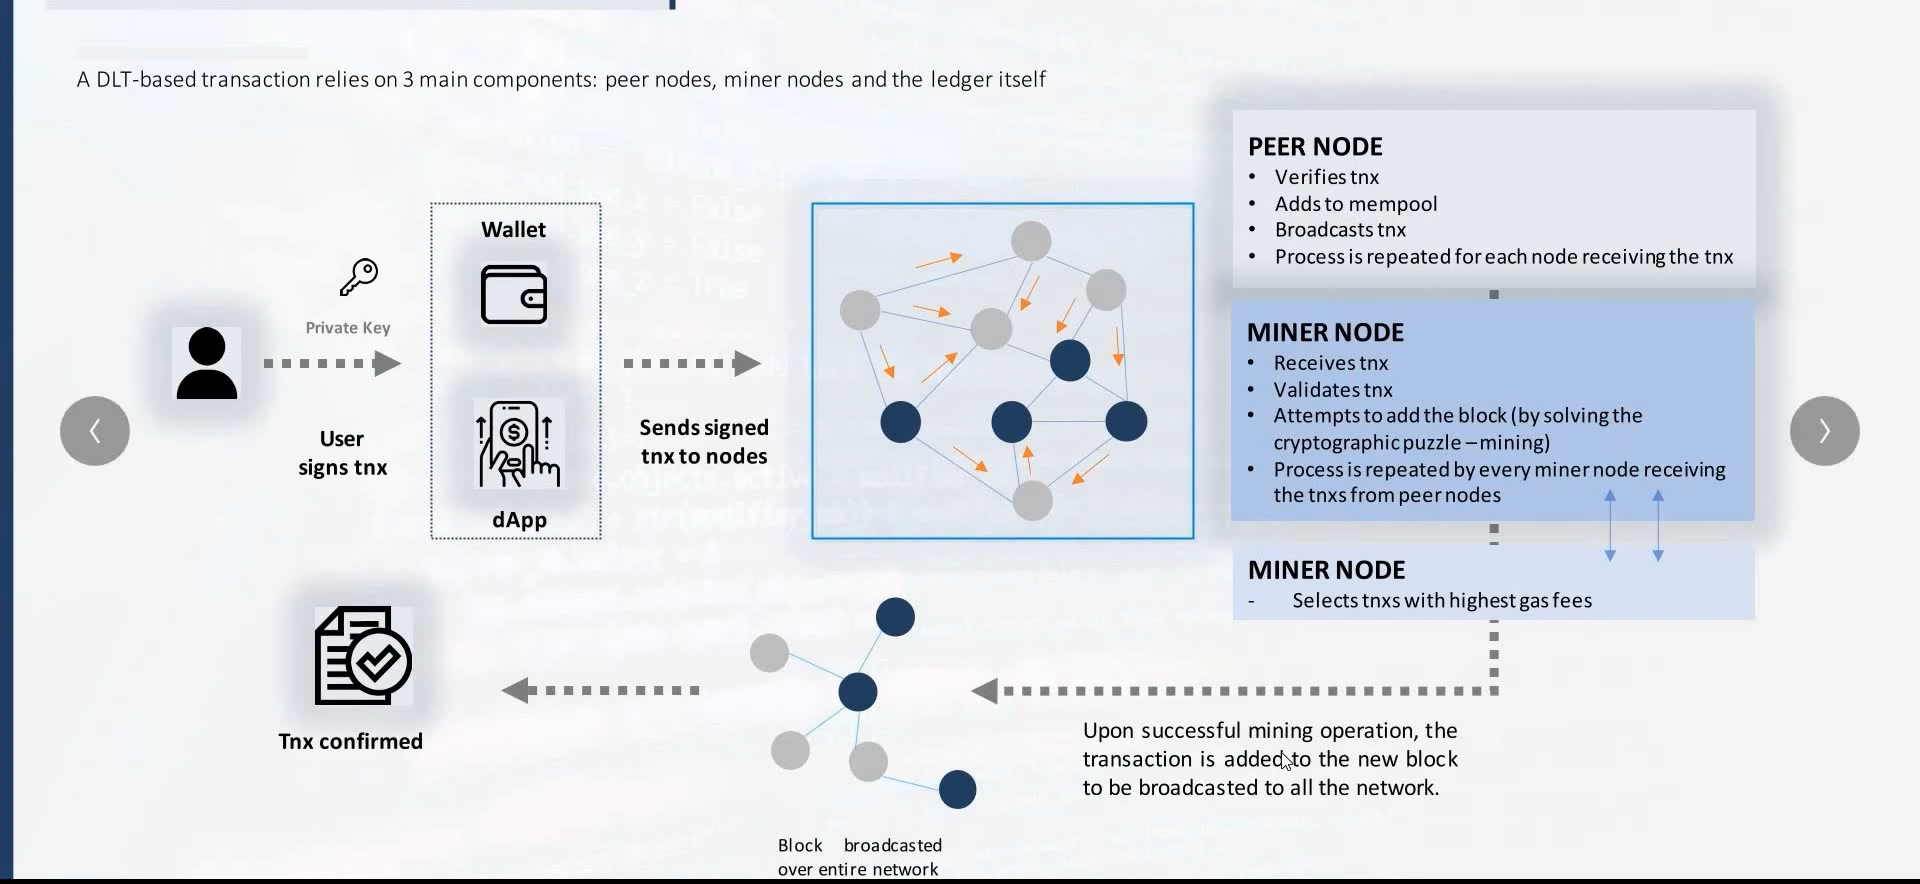 A DLT-based transaction relies on 3 main components: peer nodes, miner nodes and the ledger itself
Private Key
User
signs tnx
Wallet
dApp
Sends signed
tnx to nodes
PEER NODE
• Verifies tnx
• Adds to mempool
• Broadcasts tnx
• Process is repeated for each node receiving the tnx
MINER NODE
• Receives tnx
• Validates tnx
• Attempts to add the block (by solving the
cryptographic puzzle – mining)
• Process is repeated by every miner node receiving
the tnxs from peer nodes
MINER NODE
- Selects tnxs with highest gas fees
Upon successful mining operation, the
transaction is added to the new block
to be broadcasted to all the network.
Block broadcasted
over entire network
Tnx confirmed